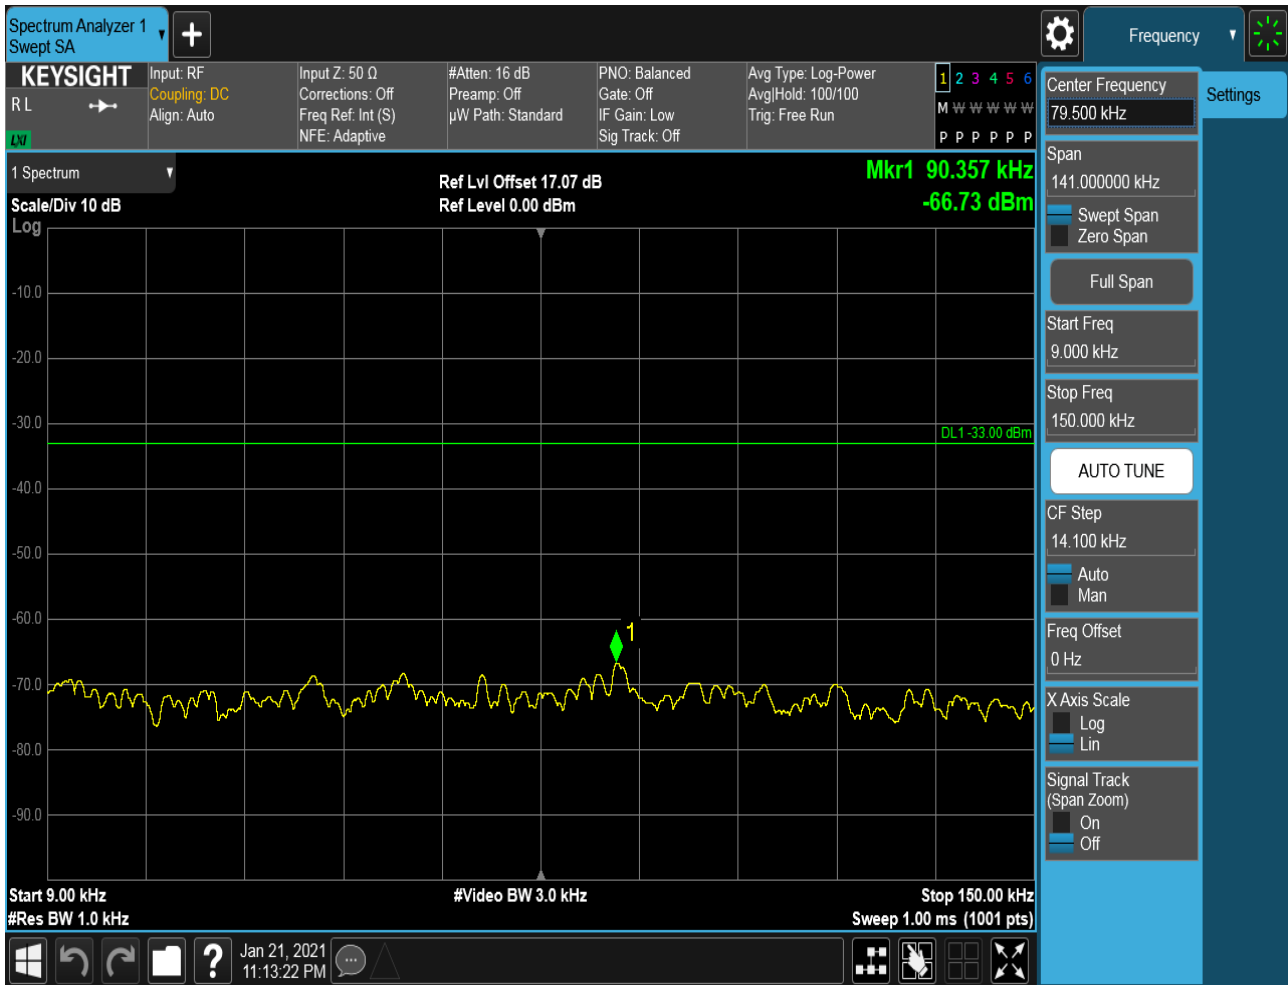 Spectrum Analyzer 1
Swept SA
Frequency
KEYSIGHT
R L
LXI
Input: RF
Coupling: DC
Align: Auto
Input Z: 50 Ω
Corrections: Off
Freq Ref: Int (S)
NFE: Adaptive
#Atten: 16 dB
Preamp: Off
µW Path: Standard
PNO: Balanced
Gate: Off
IF Gain: Low
Sig Track: Off
Avg Type: Log-Power
Avg|Hold: 100/100
Trig: Free Run
1 2 3 4 5 6
M W W W W W
P P P P P P
1 Spectrum
Scale/Div 10 dB
Log
Ref Lvl Offset 17.07 dB
Ref Level 0.00 dBm
Mkr1 90.357 kHz
-66.73 dBm
-10.0
-20.0
-30.0
DL1 -33.00 dBm
-40.0
-50.0
-60.0
1
-70.0
-80.0
-90.0
Start 9.00 kHz
#Res BW 1.0 kHz
#Video BW 3.0 kHz
Stop 150.00 kHz
Sweep 1.00 ms (1001 pts)
?
Jan 21, 2021
11:13:22 PM
Center Frequency
79.500 kHz
Settings
Span
141.000000 kHz
Swept Span
Zero Span
Full Span
Start Freq
9.000 kHz
Stop Freq
150.000 kHz
AUTO TUNE
CF Step
14.100 kHz
Auto
Man
Freq Offset
0 Hz
X Axis Scale
Log
Lin
Signal Track
(Span Zoom)
On
Off